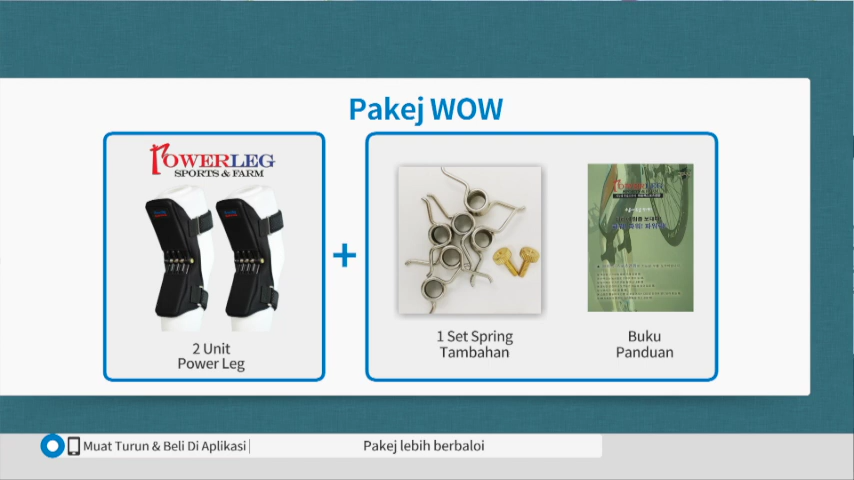 Pakej WOW
POWERLEG
SPORTS & FARM
2 Unit
Power Leg
+
1 Set Spring
Tambahan
Buku
Panduan
Muat Turun & Beli Di Aplikasi
Pakej lebih berbaloi